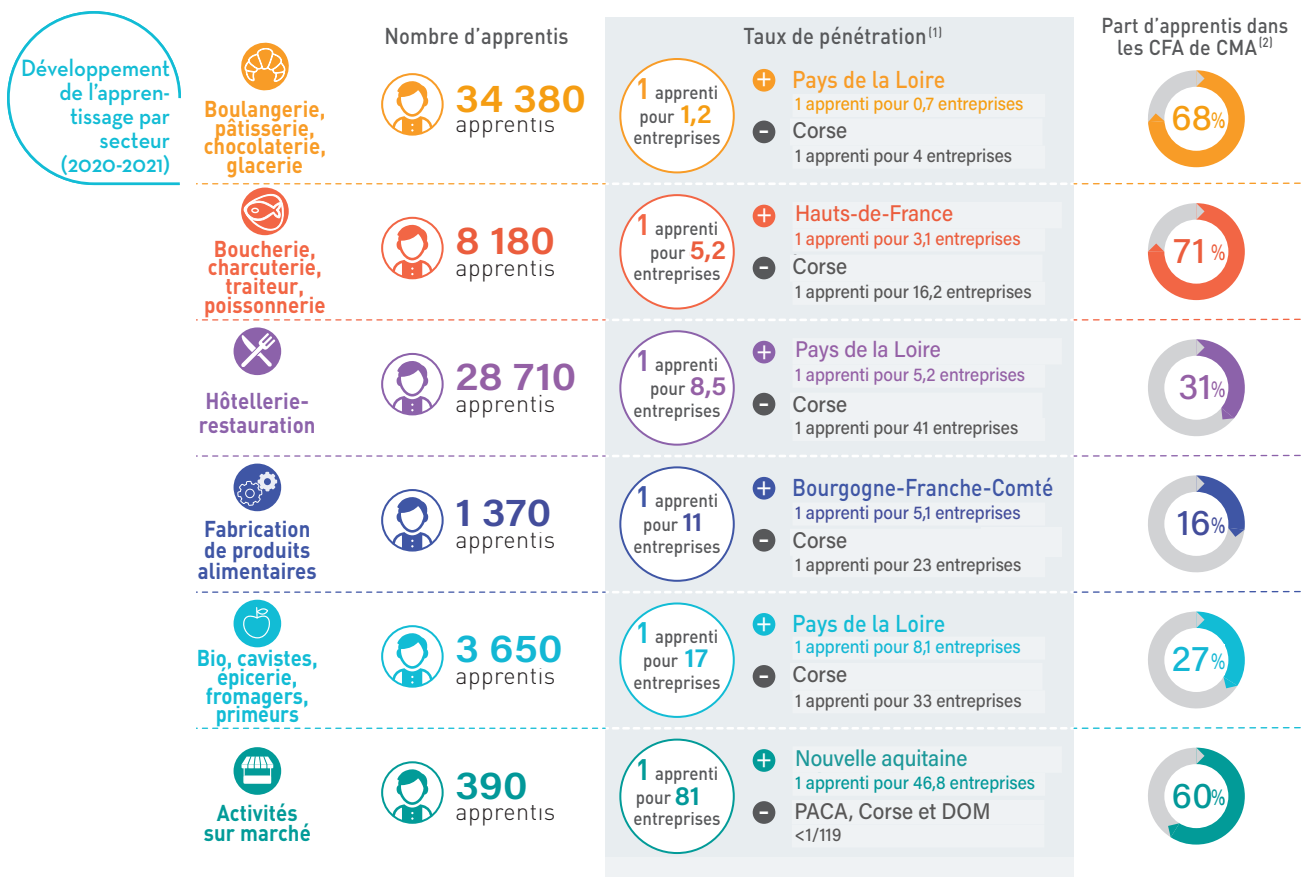 Développement
de l'appren-
tissage par
secteur
(2020-2021)
Nombre d'apprentis
Taux de pénétration(1)
Part d'apprentis dans
les CFA de CMA(2)
Boulangerie,
pâtisserie,
chocolaterie,
glacerie
34 380
apprentis
1 apprenti
pour 1,2
entreprises
+ Pays de la Loire
1 apprenti pour 0,7 entreprises
- Corse
1 apprenti pour 4 entreprises
68%
Boucherie,
charcuterie,
traiteur,
poissonnerie
8 180
apprentis
1 apprenti
pour 5,2
entreprises
+ Hauts-de-France
1 apprenti pour 3,1 entreprises
- Corse
1 apprenti pour 16,2 entreprises
71%
Hôtellerie-
restauration
28 710
apprentis
1 apprenti
pour 8,5
entreprises
+ Pays de la Loire
1 apprenti pour 5,2 entreprises
- Corse
1 apprenti pour 41 entreprises
31%
Fabrication
de produits
alimentaires
1 370
apprentis
1 apprenti
pour 11
entreprises
+ Bourgogne-Franche-Comté
1 apprenti pour 5,1 entreprises
- Corse
1 apprenti pour 23 entreprises
16%
Bio, cavistes,
épicerie,
fromagers,
primeurs
3 650
apprentis
1 apprenti
pour 17
entreprises
+ Pays de la Loire
1 apprenti pour 8,1 entreprises
- Corse
1 apprenti pour 33 entreprises
27%
Activités
sur marché
390
apprentis
1 apprenti
pour 81
entreprises
+ Nouvelle aquitaine
1 apprenti pour 46,8 entreprises
- PACA, Corse et DOM
<1/119
60%